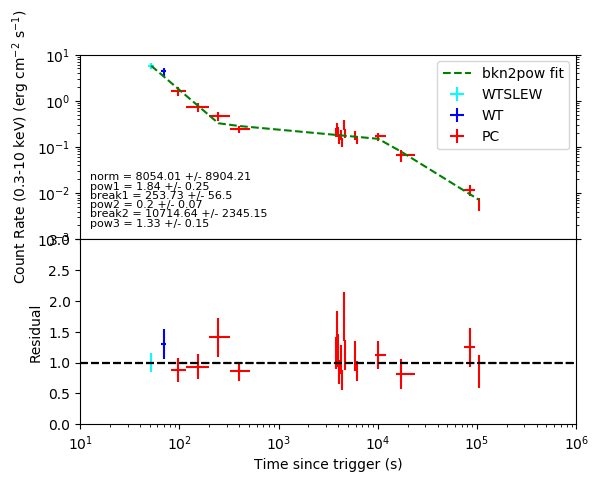 Count Rate (0.3-10 keV) (erg cm⁻² s⁻¹)
10¹
10⁰
10⁻¹
10⁻²
10⁻³
bkn2pow fit
WTSLEW
WT
PC
norm = 8054.01 +/- 8904.21
pow1 = 1.84 +/- 0.25
break1 = 253.73 +/- 56.5
pow2 = 0.2 +/- 0.07
break2 = 10714.64 +/- 2345.15
pow3 = 1.33 +/- 0.15
Residual
3.0
2.5
2.0
1.5
1.0
0.5
0.0
10¹ 10² 10³ 10⁴ 10⁵ 10⁶
Time since trigger (s)